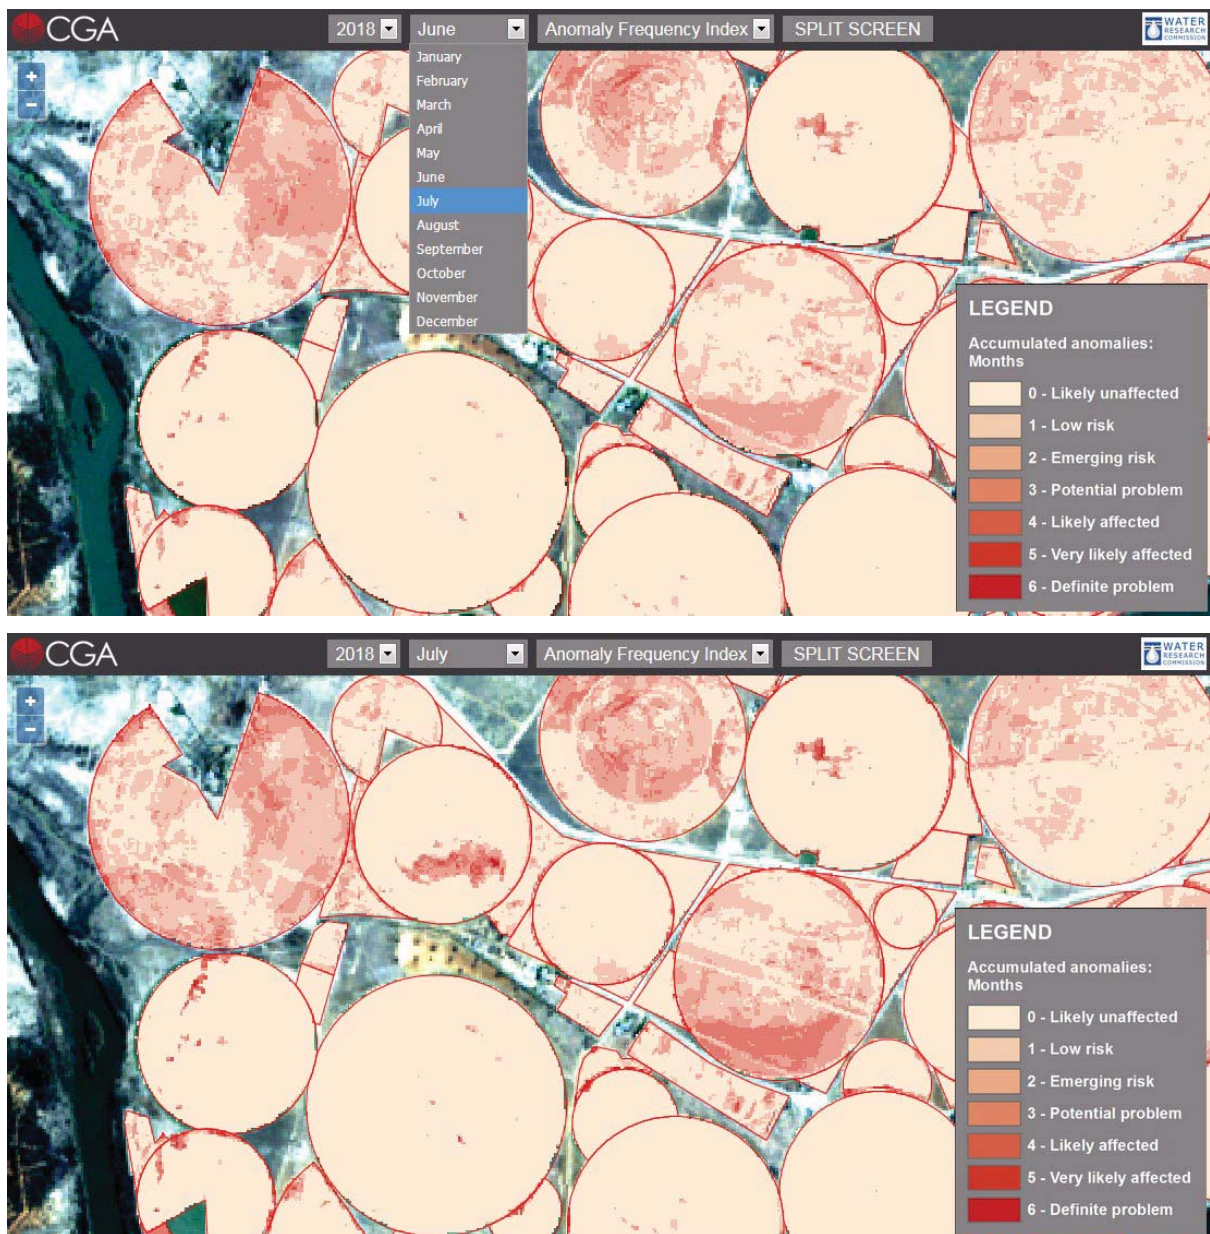 CGA 2018 June Anomaly Frequency Index SPLIT SCREEN WATER
RESEARCH
COMMISSION
+
−
January
February
March
April
May
June
July
August
September
October
November
December
LEGEND
Accumulated anomalies:
Months
0 - Likely unaffected
1 - Low risk
2 - Emerging risk
3 - Potential problem
4 - Likely affected
5 - Very likely affected
6 - Definite problem
CGA 2018 July Anomaly Frequency Index SPLIT SCREEN WATER
RESEARCH
COMMISSION
+
−
LEGEND
Accumulated anomalies:
Months
0 - Likely unaffected
1 - Low risk
2 - Emerging risk
3 - Potential problem
4 - Likely affected
5 - Very likely affected
6 - Definite problem